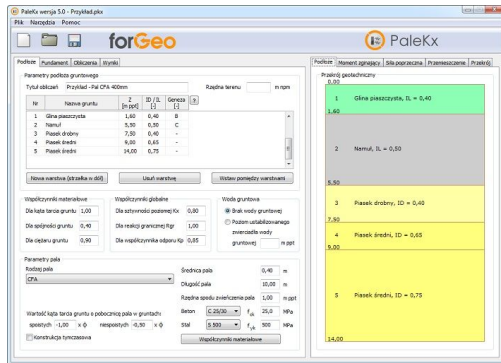 PaleKx wersja 5.0 - Przykład.pkx
Plik Narzędzia Pomoc
forGeo
PaleKx
Podłoże Fundament Obliczenia Wyniki
Parametry podłoża gruntowego
Tytuł obliczeń Przykład - Pal CFA 400mm Rzędna terenu m npm
Nr Nazwa gruntu Z [m ppt] ID / IL [-] Geneza [-] ?
1 Glina piaszczysta 1,60 0,40 B
2 Namuł 5,50 0,50 C
3 Piasek drobny 7,50 0,40 -
4 Piasek średni 9,00 0,65 -
5 Piasek średni 14,00 0,75 -
Nowa warstwa (strzałka w dół) Usuń warstwę Wstaw pomiędzy warstwami
Współczynniki materiałowe
Dla kąta tarcia gruntu 1,00
Dla spójności gruntu 0,40
Dla ciężaru gruntu 0,90
Współczynniki globalne
Dla sztywności poziomej Kx 0,80
Dla reakcji granicznej Rgr 1,00
Dla współczynnika odporu Kp 0,85
Woda gruntowa
Brak wody gruntowej
Poziom ustabilizowanego
zwierciadła wody
gruntowej m ppt
Parametry pala
Rodzaj pala
CFA
Wartość kąta tarcia gruntu o pobocznicę pala w gruntach
spoistych -1,00 x ϕ niespoistych -0,50 x ϕ
Konstrukcja tymczasowa
Średnica pala 0,40 m
Długość pala 10,00 m
Rzędna spodu zwieńczenia pala 1,00 m ppt
Beton C 25/30 fck 25,0 MPa
Stal S 500 fyk 500 MPa
Współczynniki materiałowe
Podłoże Moment zginający Siła poprzeczna Przemieszczenie Przekrój
Przekrój geotechniczny
0.00
1 Glina piaszczysta, IL = 0,40
1,60
2 Namuł, IL = 0,50
5,50
3 Piasek drobny, ID = 0,40
7,50
4 Piasek średni, ID = 0,65
9,00
5 Piasek średni, ID = 0,75
14,00